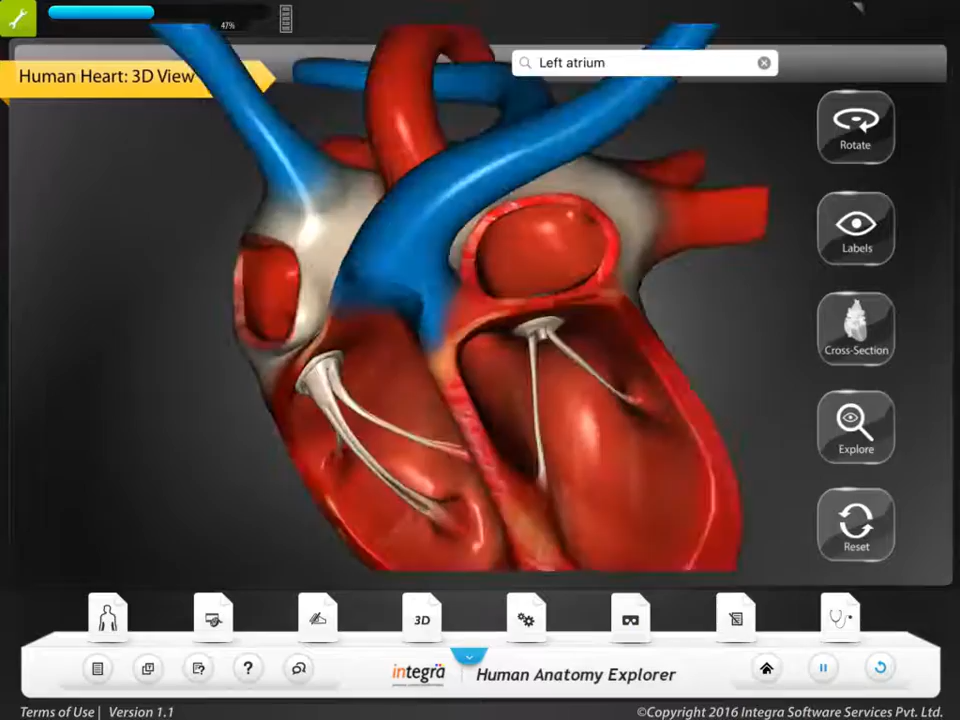 47%
Human Heart: 3D View
Left atrium
Rotate
Labels
Cross-Section
Explore
Reset
3D
?
integra
Human Anatomy Explorer
Terms of Use | Version 1.1
©Copyright 2016 Integra Software Services Pvt. Ltd.